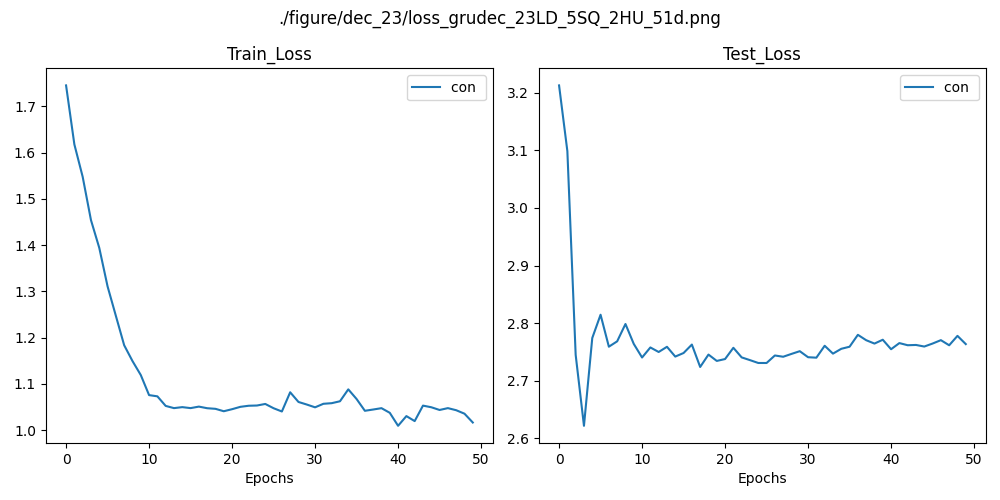 ./figure/dec_23/loss_grudec_23LD_5SQ_2HU_51d.png
Train_Loss
con
1.7
1.6
1.5
1.4
1.3
1.2
1.1
1.0
0 10 20 30 40 50
Epochs
Test_Loss
con
3.2
3.1
3.0
2.9
2.8
2.7
2.6
0 10 20 30 40 50
Epochs